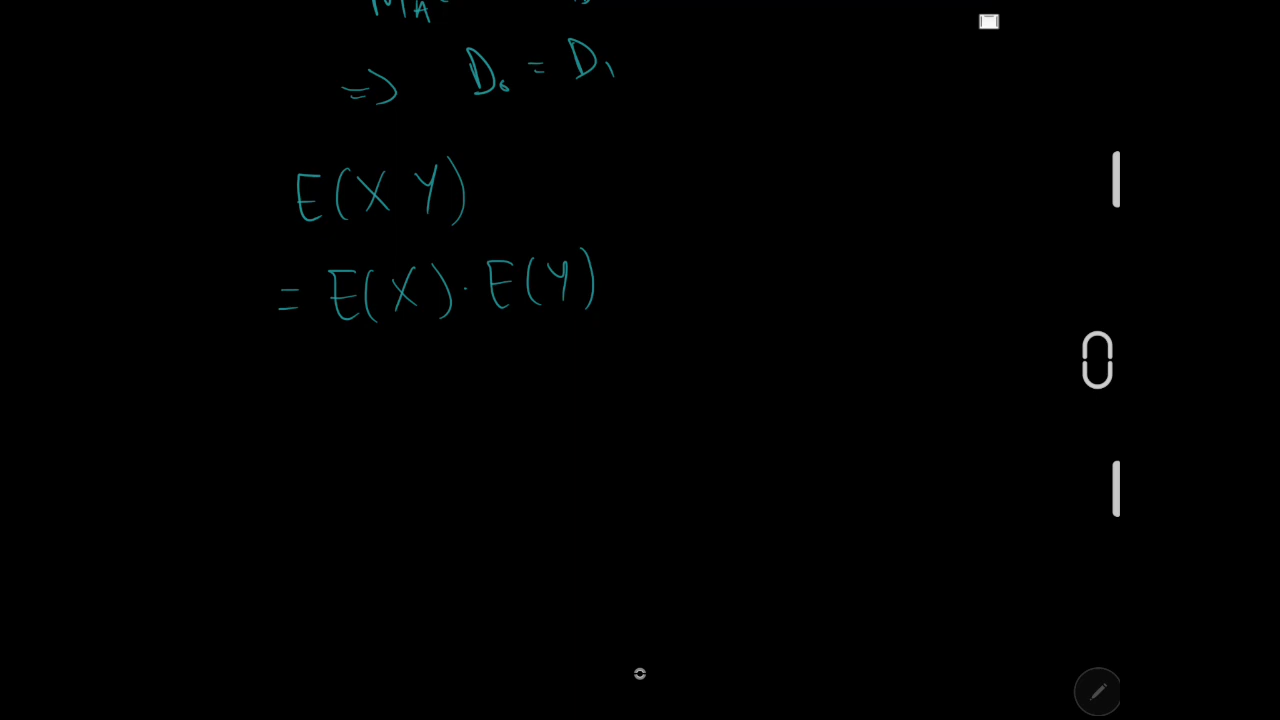 => D₀ = D₁
E(X Y)
= E(X) · E(Y)